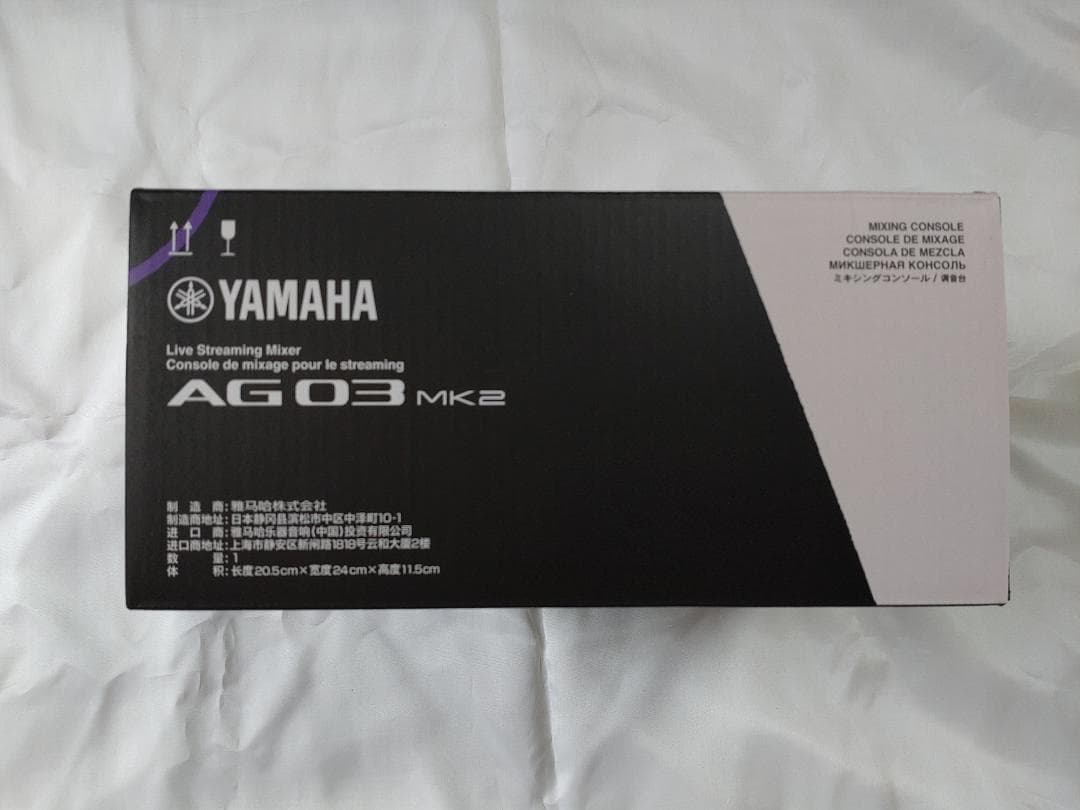 YAMAHA
Live Streaming Mixer
Console de mixage pour le streaming
AG03 MK2
制造商:雅马哈株式会社
制造商地址:日本静冈县滨松市中区中泽町10-1
进口商:雅马哈乐器音响(中国)投资有限公司
进口商地址:上海市静安区新闸路1818号云和大厦2楼
数量:1
体积:长度20.5cm×宽度24cm×高度11.5cm
MIXING CONSOLE
CONSOLE DE MIXAGE
CONSOLA DE MEZCLA
МИКШЕРНАЯ КОНСОЛЬ
ミキシングコンソール / 调音台